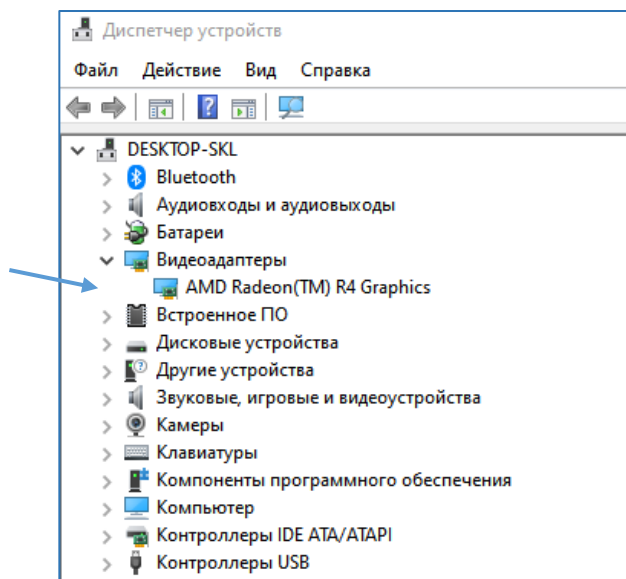 Диспетчер устройств
Файл Действие Вид Справка
DESKTOP-SKL
Bluetooth
Аудиовходы и аудиовыходы
Батареи
Видеоадаптеры
AMD Radeon(TM) R4 Graphics
Встроенное ПО
Дисковые устройства
Другие устройства
Звуковые, игровые и видеоустройства
Камеры
Клавиатуры
Компоненты программного обеспечения
Компьютер
Контроллеры IDE ATA/ATAPI
Контроллеры USB